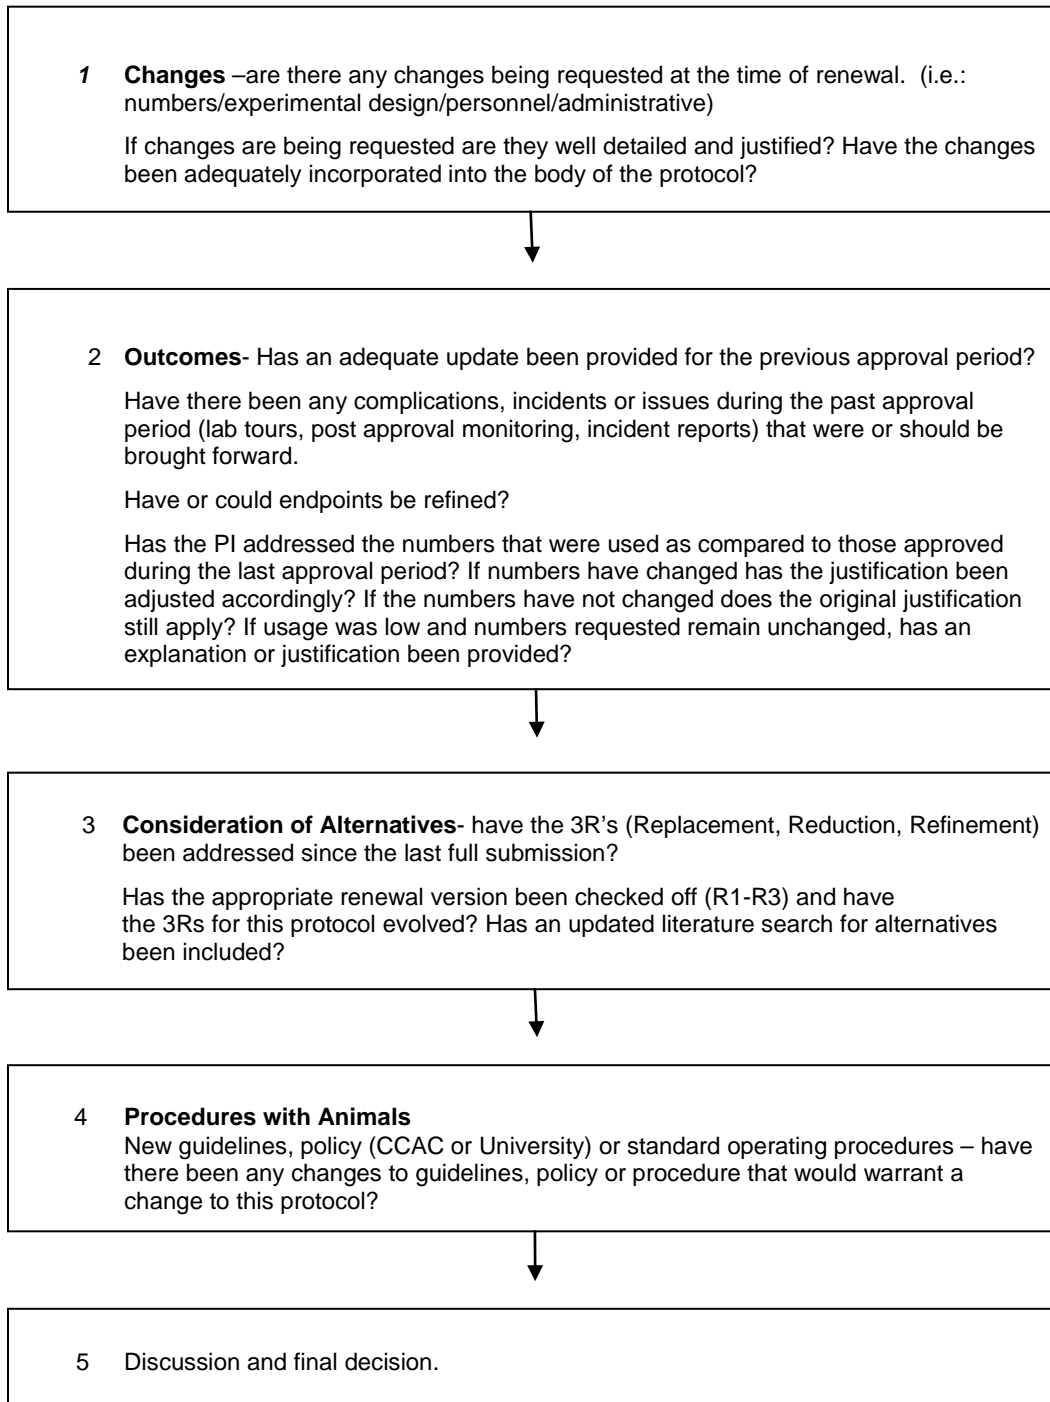 1 Changes –are there any changes being requested at the time of renewal. (i.e.:
numbers/experimental design/personnel/administrative)
If changes are being requested are they well detailed and justified? Have the changes
been adequately incorporated into the body of the protocol?
2 Outcomes- Has an adequate update been provided for the previous approval period?
Have there been any complications, incidents or issues during the past approval
period (lab tours, post approval monitoring, incident reports) that were or should be
brought forward.
Have or could endpoints be refined?
Has the PI addressed the numbers that were used as compared to those approved
during the last approval period? If numbers have changed has the justification been
adjusted accordingly? If the numbers have not changed does the original justification
still apply? If usage was low and numbers requested remain unchanged, has an
explanation or justification been provided?
3 Consideration of Alternatives- have the 3R's (Replacement, Reduction, Refinement)
been addressed since the last full submission?
Has the appropriate renewal version been checked off (R1-R3) and have
the 3Rs for this protocol evolved? Has an updated literature search for alternatives
been included?
4 Procedures with Animals
New guidelines, policy (CCAC or University) or standard operating procedures – have
there been any changes to guidelines, policy or procedure that would warrant a
change to this protocol?
5 Discussion and final decision.